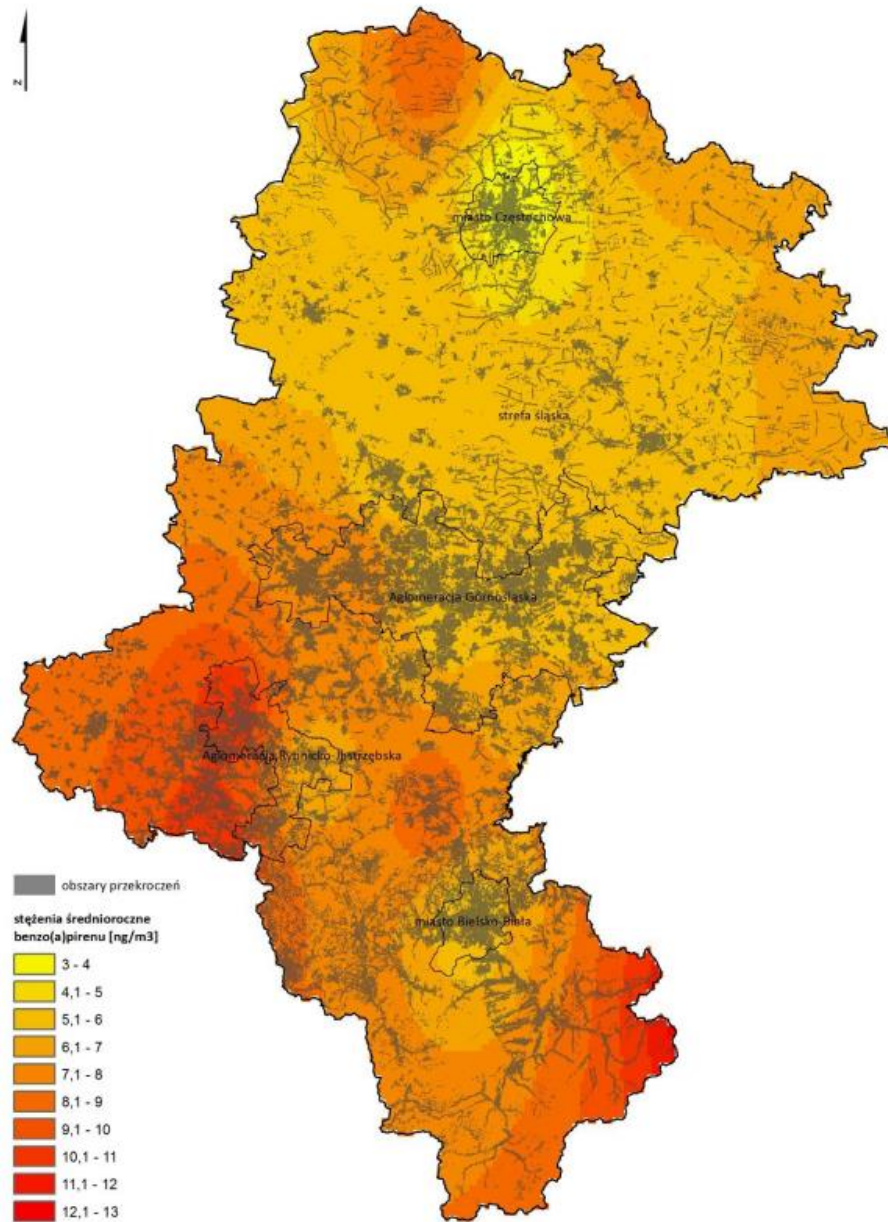 N
miasto Częstochowa
strefa śląska
Aglomeracja Górnośląska
Aglomeracja Rybnicko-Jastrzębska
miasto Bielsko-Biała
obszary przekroczeń
stężenia średnioroczne
benzo(a)pirenu [ng/m3]
3 - 4
4,1 - 5
5,1 - 6
6,1 - 7
7,1 - 8
8,1 - 9
9,1 - 10
10,1 - 11
11,1 - 12
12,1 - 13